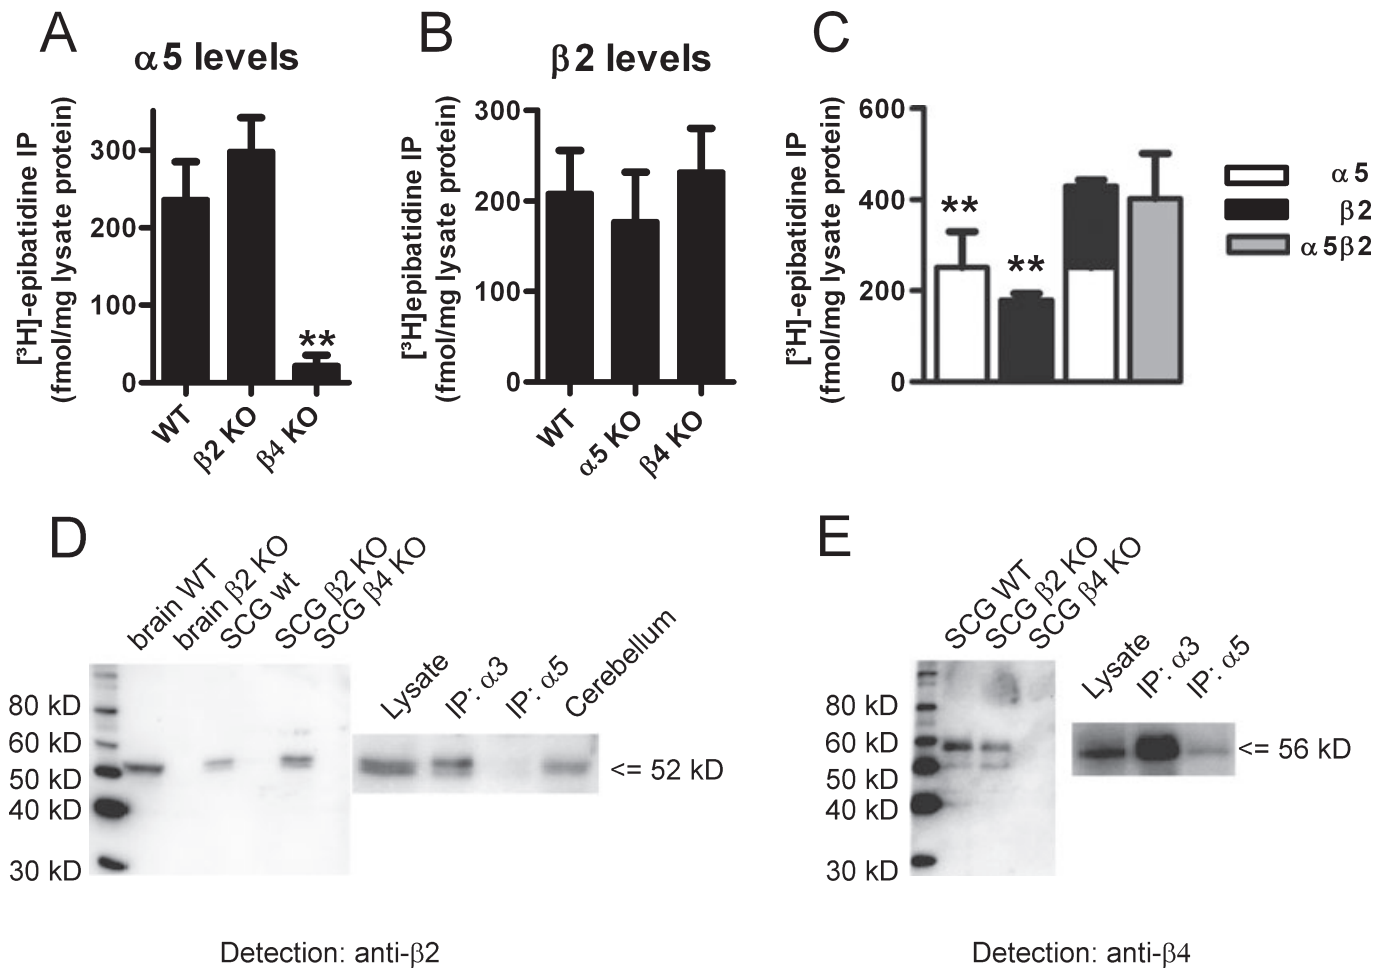 A
α5 levels
[³H]-epibatidine IP
(fmol/mg lysate protein)
300
200
100
0
**
WT
β2 KO
β4 KO
B
β2 levels
[³H]epibatidine IP
(fmol/mg lysate protein)
300
200
100
0
WT
α5 KO
β4 KO
C
[³H]-epibatidine IP
(fmol/mg lysate protein)
600
400
200
0
**
**
α5
β2
α5β2
D
brain WT
brain β2 KO
SCG wt
SCG β2 KO
SCG β4 KO
80 kD
60 kD
50 kD
40 kD
30 kD
Lysate
IP: α3
IP: α5
Cerebellum
<= 52 kD
Detection: anti-β2
E
SCG WT
SCG β2 KO
SCG β4 KO
80 kD
60 kD
50 kD
40 kD
30 kD
Lysate
IP: α3
IP: α5
<= 56 kD
Detection: anti-β4